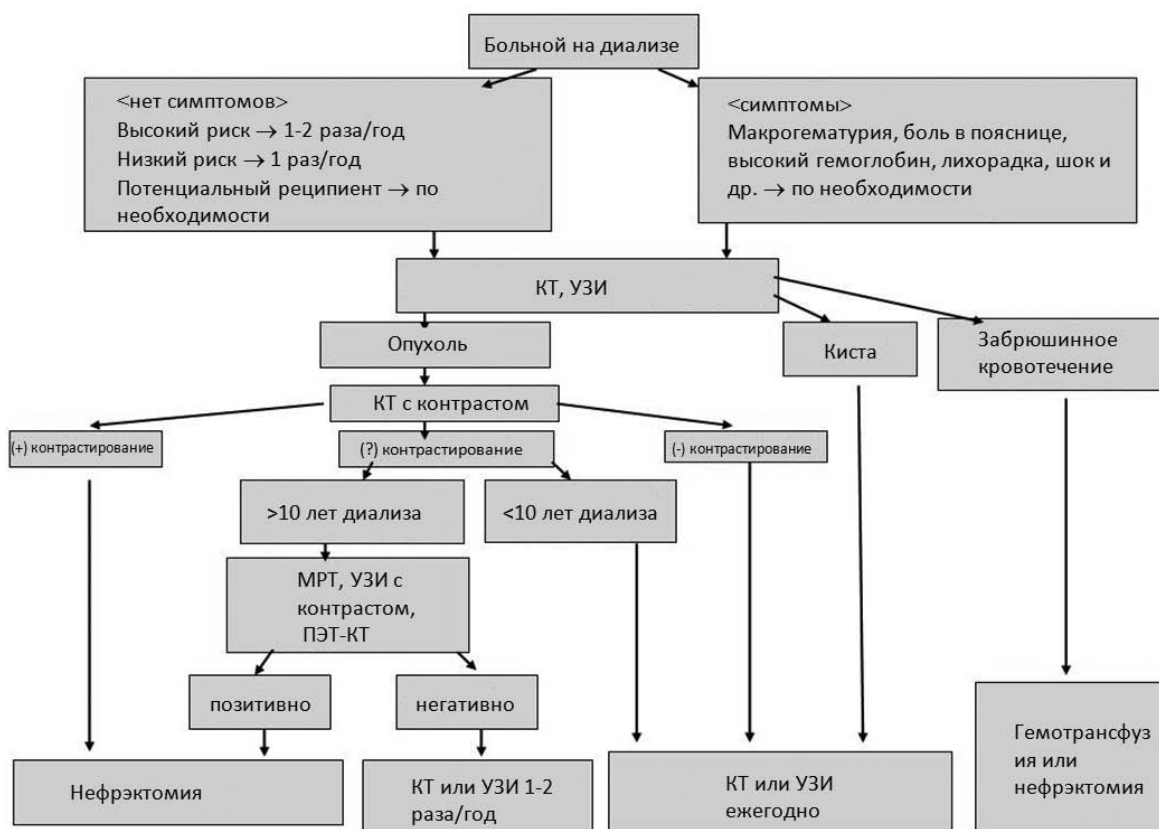 Больной на диализе
<нет симптомов>
Высокий риск → 1-2 раза/год
Низкий риск → 1 раз/год
Потенциальный реципиент → по
необходимости
<симптомы>
Макрогематурия, боль в пояснице,
высокий гемоглобин, лихорадка, шок и
др. → по необходимости
КТ, УЗИ
Опухоль
Киста
Забрюшинное
кровотечение
КТ с контрастом
(+) контрастирование
(?) контрастирование
(-) контрастирование
>10 лет диализа
<10 лет диализа
МРТ, УЗИ с
контрастом,
ПЭТ-КТ
позитивно
негативно
Нефрэктомия
КТ или УЗИ 1-2
раза/год
КТ или УЗИ
ежегодно
Гемотрансфуз
ия или
нефрэктомия